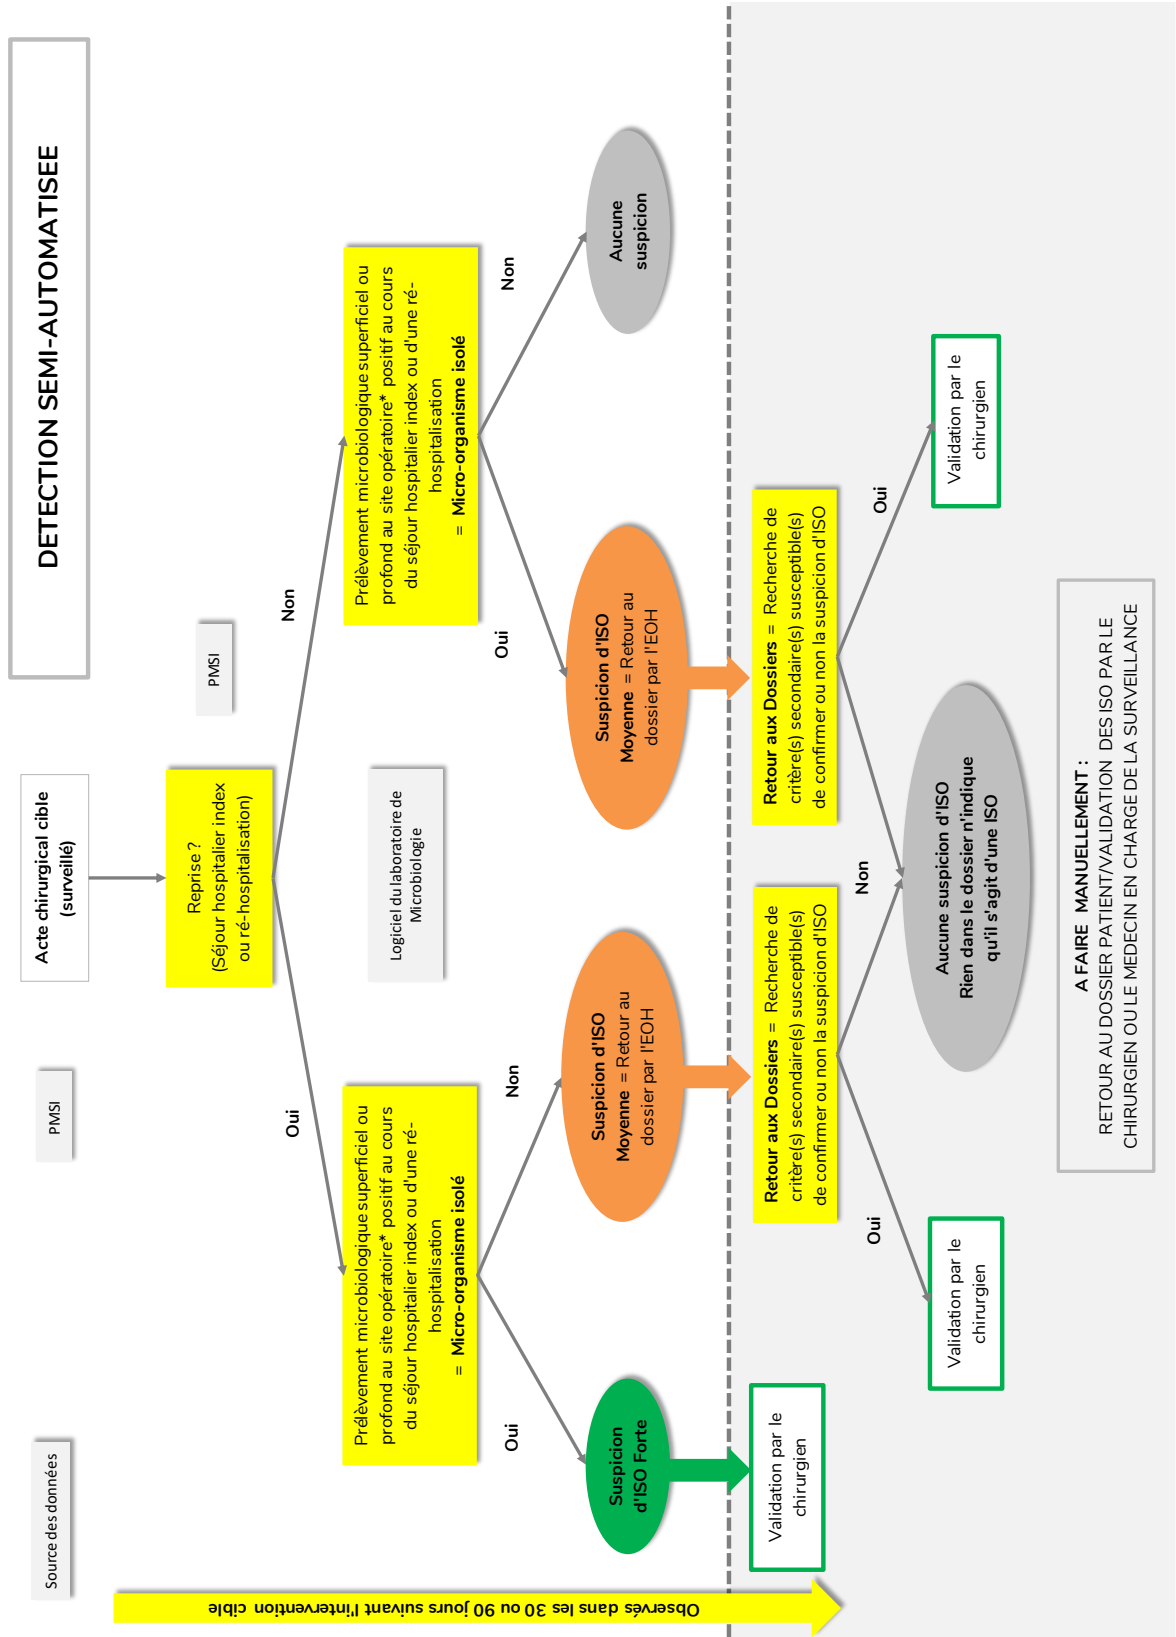 DETECTION SEMI-AUTOMATISEE
Source des données
PMSI
Acte chirurgical cible
(surveillé)
PMSI
Reprise ?
(Séjour hospitalier index
ou ré-hospitalisation)
Oui
Non
Logiciel du laboratoire de
Microbiologie
Prélèvement microbiologique superficiel ou
profond au site opératoire* positif au cours
du séjour hospitalier index ou d'une ré-
hospitalisation
= Micro-organisme isolé
Prélèvement microbiologique superficiel ou
profond au site opératoire* positif au cours
du séjour hospitalier index ou d'une ré-
hospitalisation
= Micro-organisme isolé
Oui
Non
Oui
Non
Suspicion
d'ISO Forte
Suspicion d'ISO
Moyenne = Retour au
dossier par l'EOH
Suspicion d'ISO
Moyenne = Retour au
dossier par l'EOH
Aucune
suspicion
Observés dans les 30 ou 90 jours suivant l'intervention cible
Validation par le
chirurgien
Retour aux Dossiers = Recherche de
critère(s) secondaire(s) susceptible(s)
de confirmer ou non la suspicion d'ISO
Retour aux Dossiers = Recherche de
critère(s) secondaire(s) susceptible(s)
de confirmer ou non la suspicion d'ISO
Oui
Non
Oui
Validation par le
chirurgien
Aucune suspicion d'ISO
Rien dans le dossier n'indique
qu'il s'agit d'une ISO
Validation par le
chirurgien
A FAIRE MANUELLEMENT :
RETOUR AU DOSSIER PATIENT/VALIDATION DES ISO PAR LE
CHIRURGIEN OU LE MEDECIN EN CHARGE DE LA SURVEILLANCE